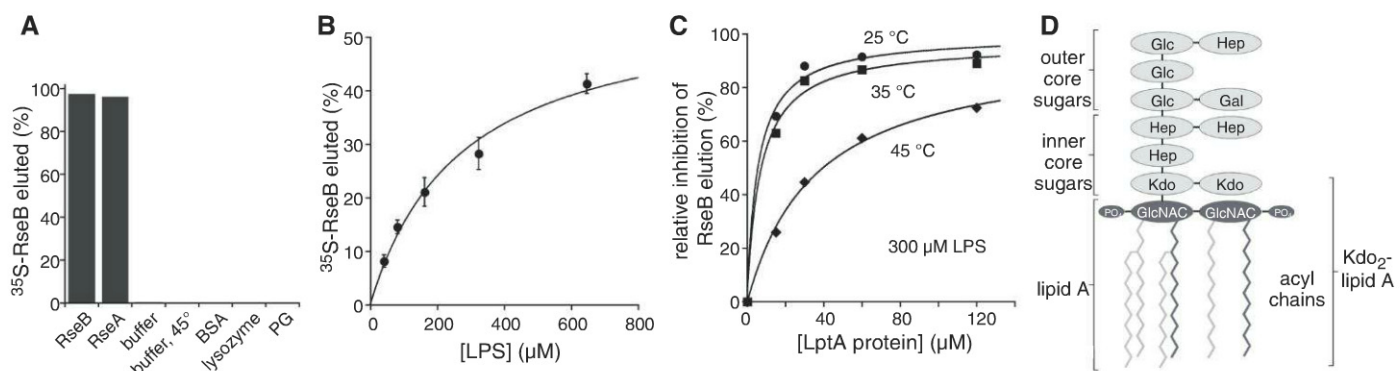 A
³⁵S-RseB eluted (%)
100
80
60
40
20
0
RseB
RseA
buffer
buffer, 45°
BSA
lysozyme
PG
B
³⁵S-RseB eluted (%)
50
40
30
20
10
0
0
200
400
600
800
[LPS] (µM)
C
relative inhibition of
RseB elution (%)
100
80
60
40
20
0
25 °C
35 °C
45 °C
300 µM LPS
0
40
80
120
[LptA protein] (µM)
D
outer
core
sugars
inner
core
sugars
lipid A
Glc Hep
Glc
Glc Gal
Hep Hep
Hep
Kdo Kdo
GlcNAC GlcNAC
acyl
chains
Kdo₂-
lipid A